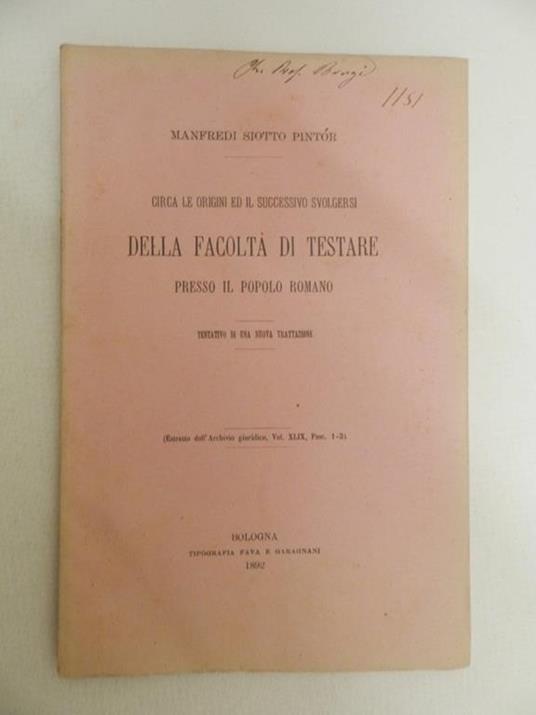 Prof.
1151
MANFREDI SIOTTO PINTÓR
CIRCA LE ORIGINI ED IL SUCCESSIVO SVOLGERSI
DELLA FACOLTÀ DI TESTARE
PRESSO IL POPOLO ROMANO
TENTATIVO DI UNA NUOVA TRATTAZIONE
(Estratto dall'Archivio giuridico, Vol. XLIX, Fasc. 1-3)
BOLOGNA
TIPOGRAFIA FAVA E GARAGNANI
1892